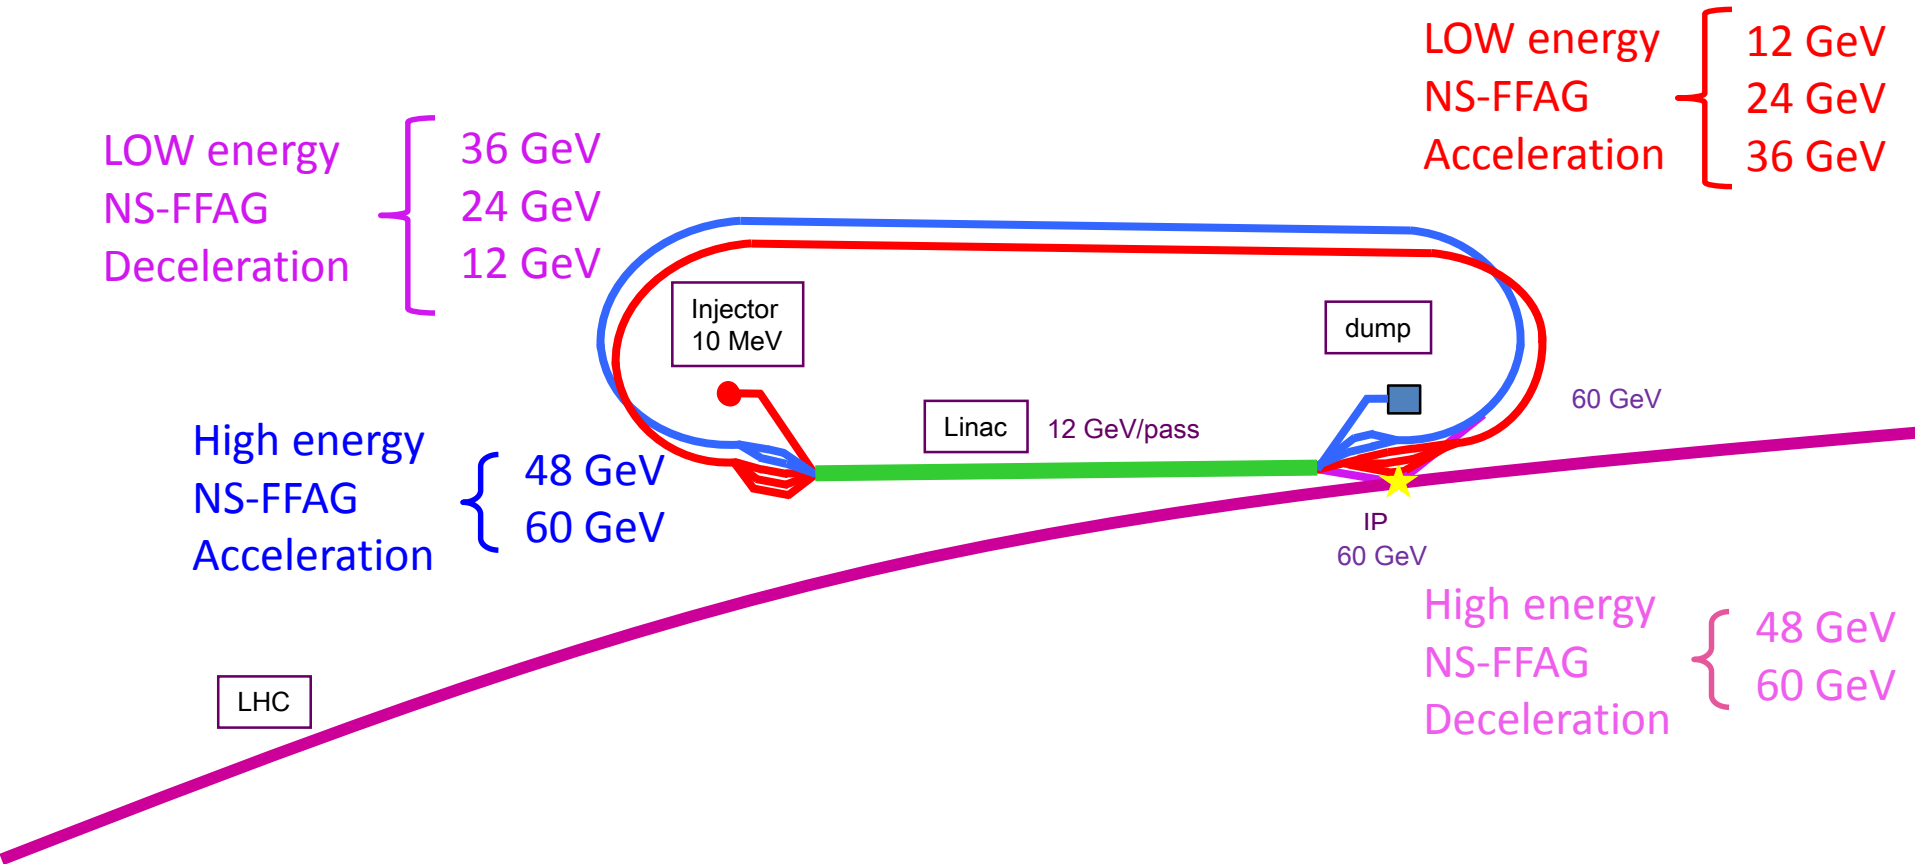 LOW energy
NS-FFAG
Acceleration
12 GeV
24 GeV
36 GeV
LOW energy
NS-FFAG
Deceleration
36 GeV
24 GeV
12 GeV
Injector
10 MeV
dump
60 GeV
Linac
12 GeV/pass
High energy
NS-FFAG
Acceleration
48 GeV
60 GeV
IP
60 GeV
High energy
NS-FFAG
Deceleration
48 GeV
60 GeV
LHC